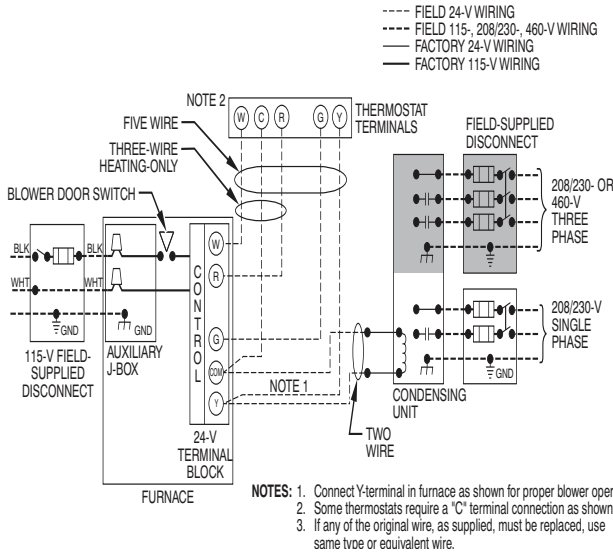 FIELD 24-V WIRING
FIELD 115-, 208/230-, 460-V WIRING
FACTORY 24-V WIRING
FACTORY 115-V WIRING
NOTE 2
W C R G Y
THERMOSTAT
TERMINALS
FIVE WIRE
THREE-WIRE
HEATING-ONLY
BLOWER DOOR SWITCH
FIELD-SUPPLIED
DISCONNECT
208/230- OR
460-V
THREE
PHASE
BLK
BLK
WHT
WHT
GND
GND
115-V FIELD-
SUPPLIED
DISCONNECT
AUXILIARY
J-BOX
CONTROL
W
R
G
COM
Y
24-V
TERMINAL
BLOCK
FURNACE
NOTE 1
TWO
WIRE
CONDENSING
UNIT
GND
208/230-V
SINGLE
PHASE
NOTES: 1. Connect Y-terminal in furnace as shown for proper blower oper
2. Some thermostats require a "C" terminal connection as shown
3. If any of the original wire, as supplied, must be replaced, use
same type or equivalent wire.